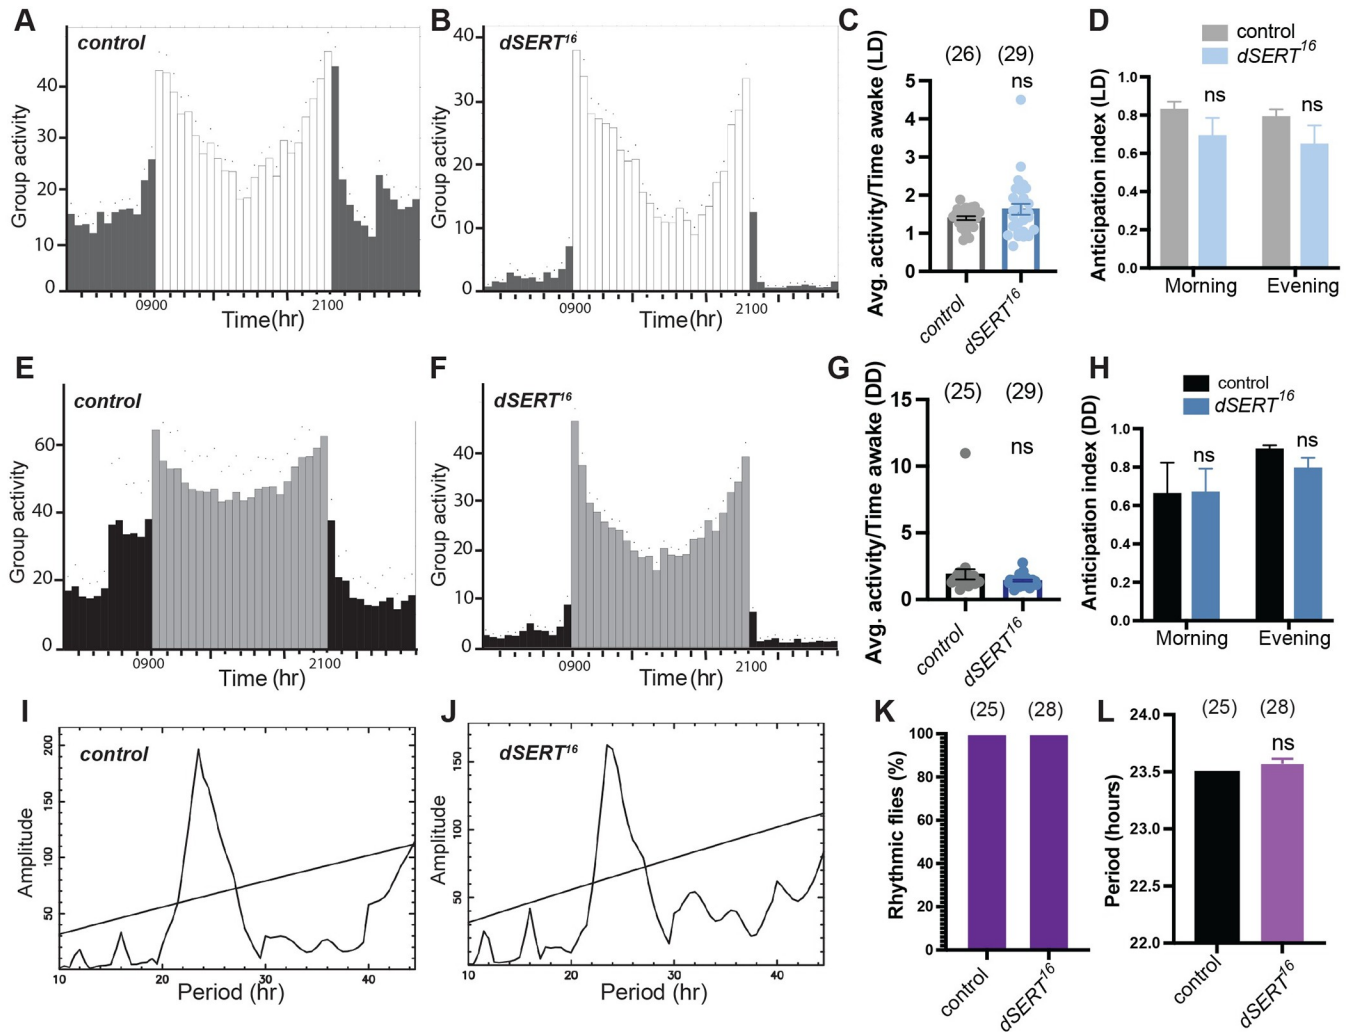 A
control
Group activity
40
30
20
10
0
0900
2100
Time(hr)
B
dSERT16
Group activity
40
30
20
10
0
0900
2100
Time(hr)
C
(26)
(29)
ns
Avg. activity/Time awake (LD)
5
4
3
2
1
0
control
dSERT16
D
control
dSERT16
Anticipation index (LD)
1.0
0.8
0.6
0.4
0.2
0.0
ns
ns
Morning
Evening
E
control
Group activity
60
40
20
0
0900
2100
Time (hr)
F
dSERT16
Group activity
40
30
20
10
0
0900
2100
Time (hr)
G
(25)
(29)
ns
Avg. activity/Time awake (DD)
15
10
5
0
control
dSERT16
H
control
dSERT16
Anticipation index (DD)
1.0
0.8
0.6
0.4
0.2
0.0
ns
ns
Morning
Evening
I
control
Amplitude
200
150
100
50
10
20
30
40
Period (hr)
J
dSERT16
Amplitude
150
100
50
10
20
30
40
Period (hr)
K
(25)
(28)
Rhythmic flies (%)
100
80
60
40
20
0
control
dSERT16
L
(25)
(28)
ns
Period (hours)
24.0
23.5
23.0
22.5
22.0
control
dSERT16